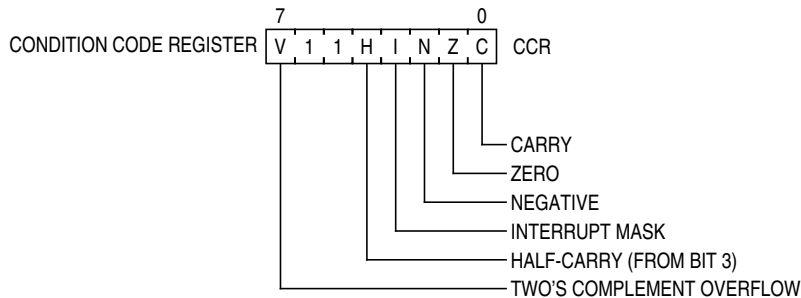 7 0
CONDITION CODE REGISTER V 1 1 H I N Z C CCR
CARRY
ZERO
NEGATIVE
INTERRUPT MASK
HALF-CARRY (FROM BIT 3)
TWO'S COMPLEMENT OVERFLOW